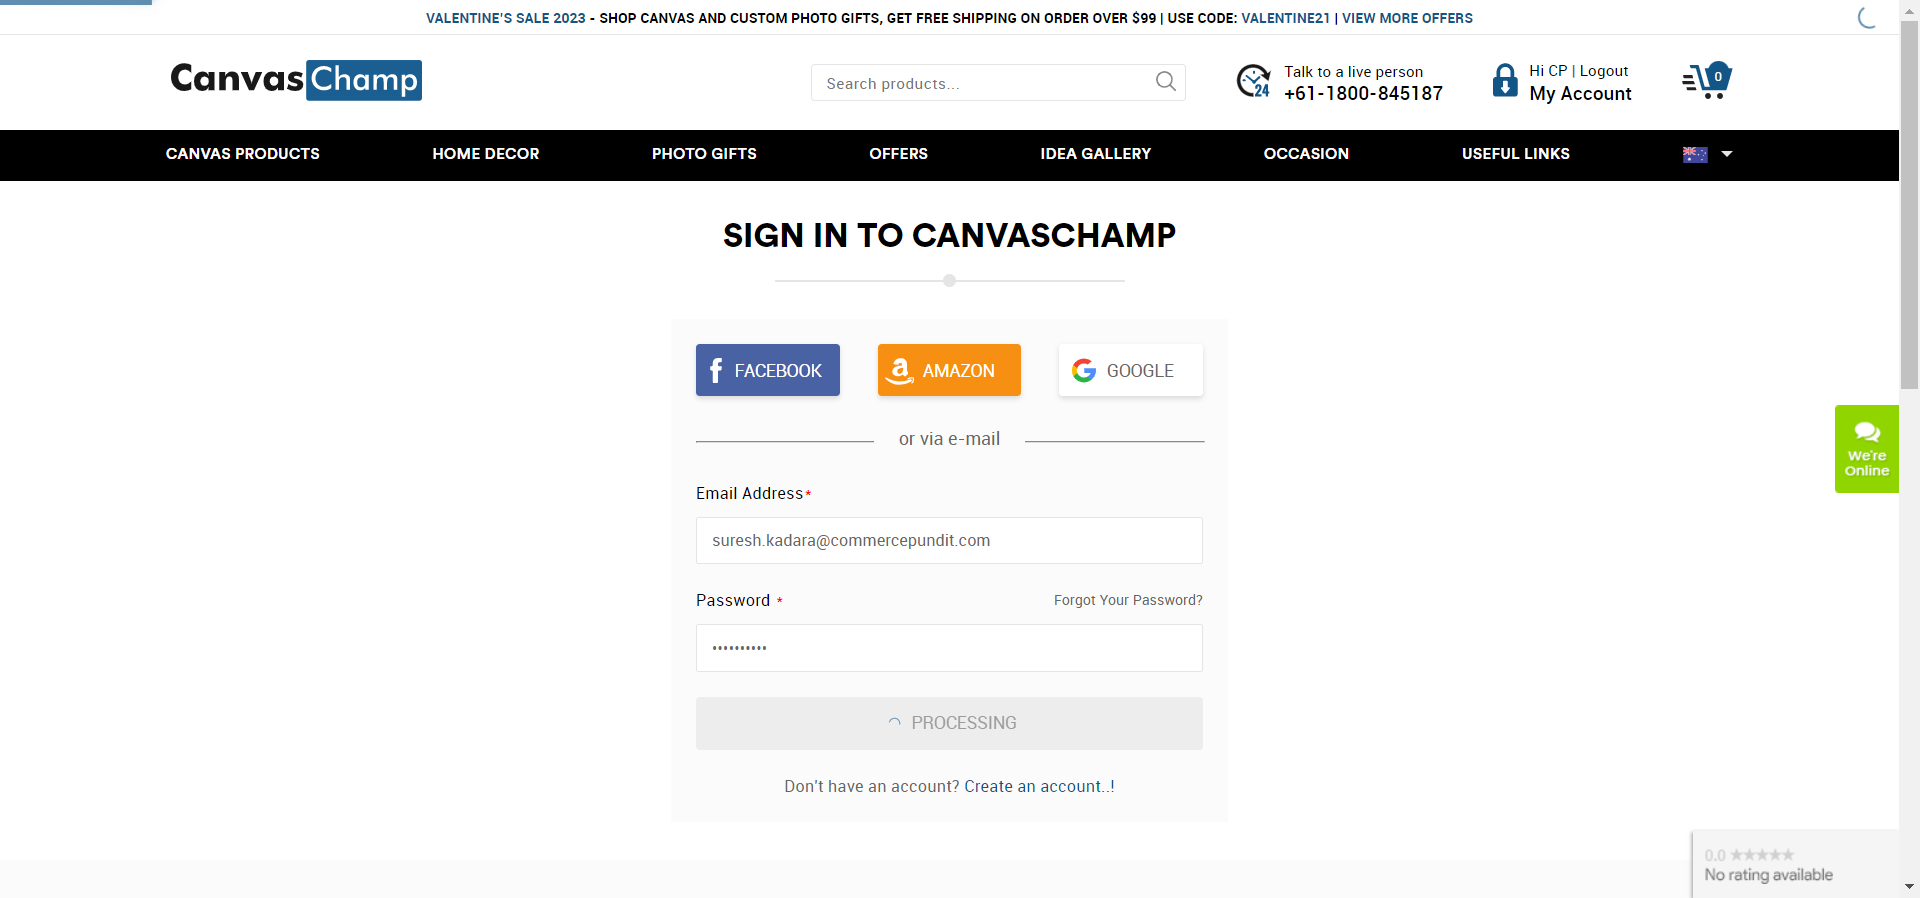 VALENTINE'S SALE 2023 - SHOP CANVAS AND CUSTOM PHOTO GIFTS, GET FREE SHIPPING ON ORDER OVER $99 | USE CODE: VALENTINE21 | VIEW MORE OFFERS
Canvas Champ
Search products...
24
Talk to a live person
+61-1800-845187
Hi CP | Logout
My Account
0
CANVAS PRODUCTS HOME DECOR PHOTO GIFTS OFFERS IDEA GALLERY OCCASION USEFUL LINKS
SIGN IN TO CANVASCHAMP
f FACEBOOK a AMAZON G GOOGLE
or via e-mail
We're
Online
Email Address*
suresh.kadara@commercepundit.com
Password * Forgot Your Password?
••••••••••
PROCESSING
Don't have an account? Create an account..!
0.0 ★★★★★
No rating available